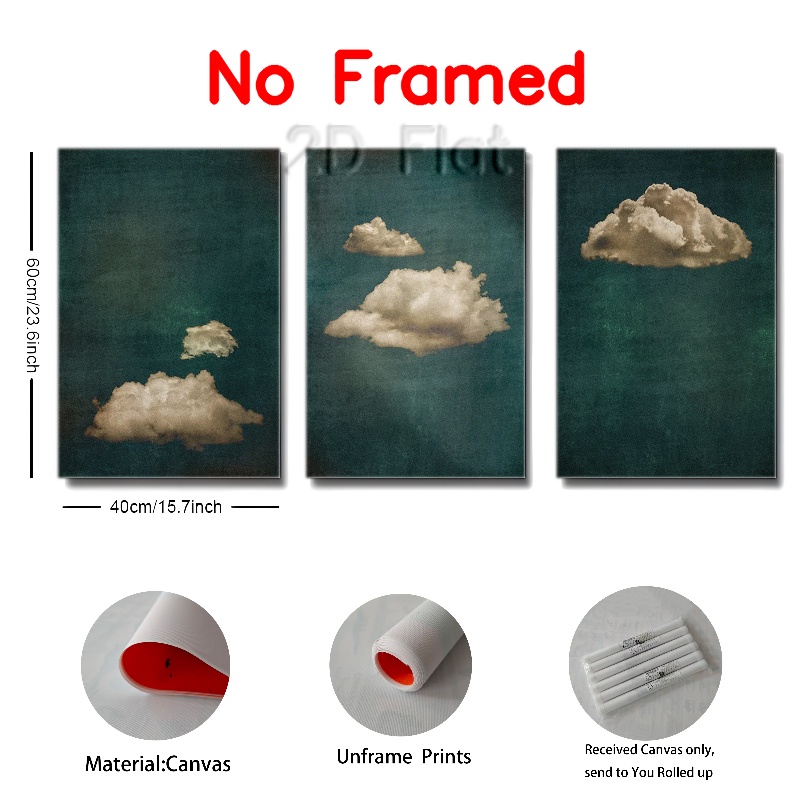 No Framed
2D Flat
60cm/23.6inch
40cm/15.7inch
Material:Canvas
Unframe Prints
Received Canvas only,
send to You Rolled up